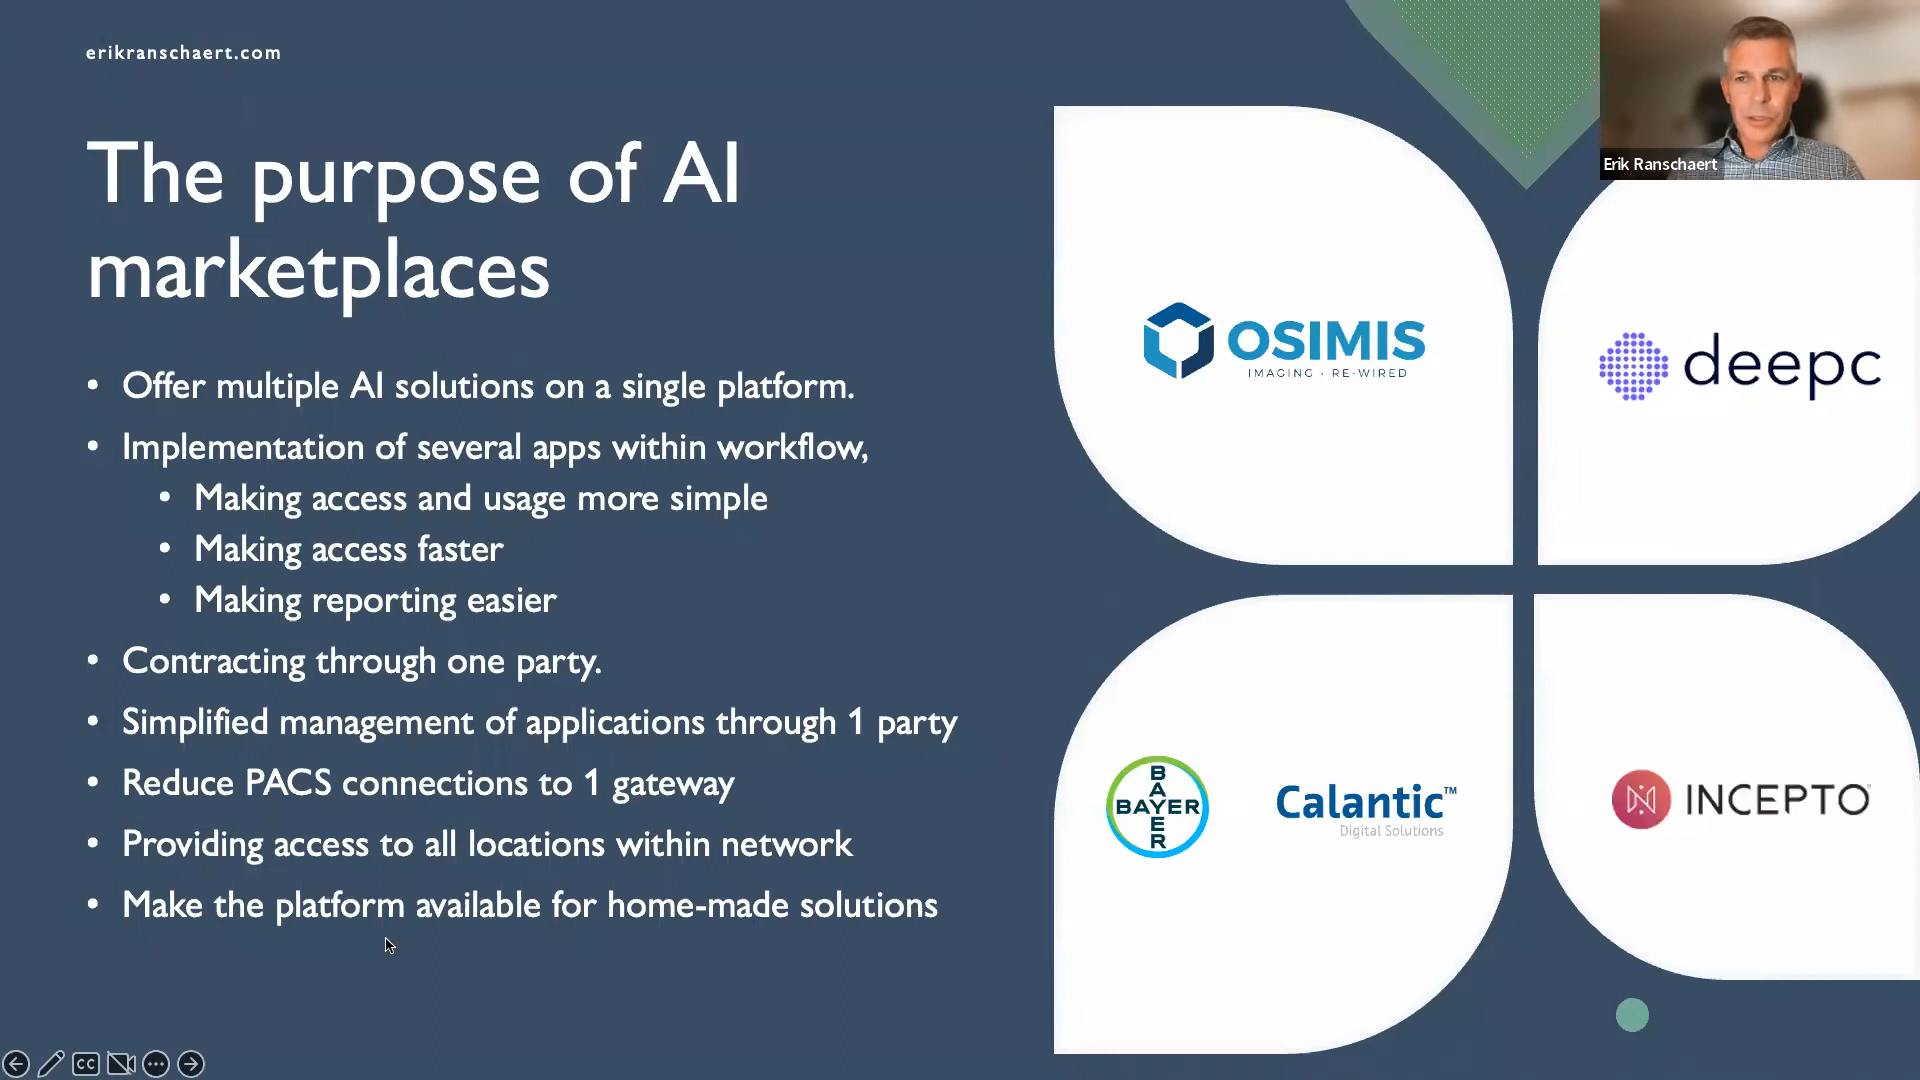 erikranschaert.com
The purpose of AI
marketplaces
• Offer multiple AI solutions on a single platform.
• Implementation of several apps within workflow,
• Making access and usage more simple
• Making access faster
• Making reporting easier
• Contracting through one party.
• Simplified management of applications through 1 party
• Reduce PACS connections to 1 gateway
• Providing access to all locations within network
• Make the platform available for home-made solutions
Erik Ranschaert
OSIMIS
IMAGING · RE-WIRED
deepc
BAYER
BAYER
Calantic™
Digital Solutions
INCEPTO
CC